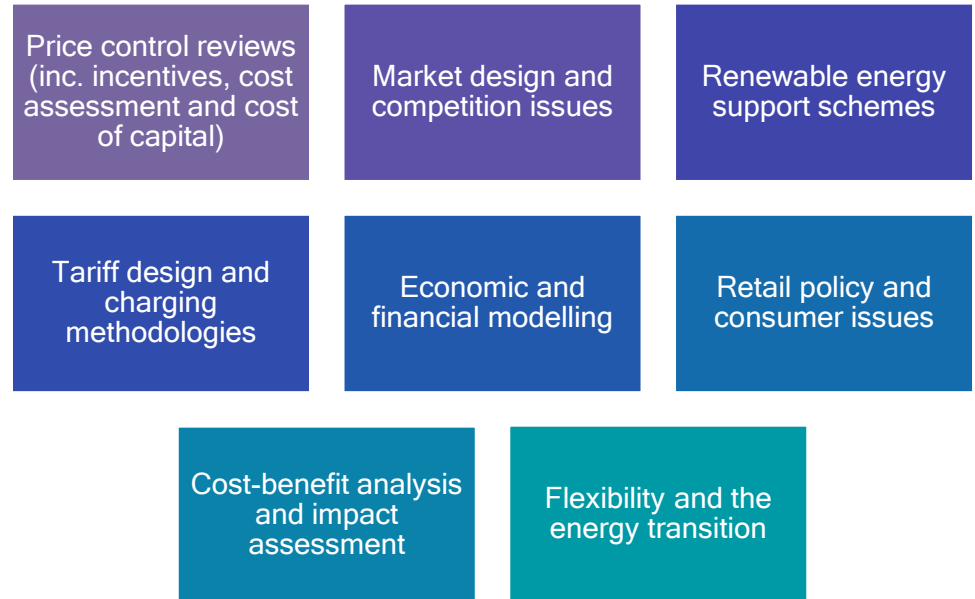 Price control reviews
(inc. incentives, cost
assessment and cost
of capital)
Market design and
competition issues
Renewable energy
support schemes
Tariff design and
charging
methodologies
Economic and
financial modelling
Retail policy and
consumer issues
Cost-benefit analysis
and impact
assessment
Flexibility and the
energy transition